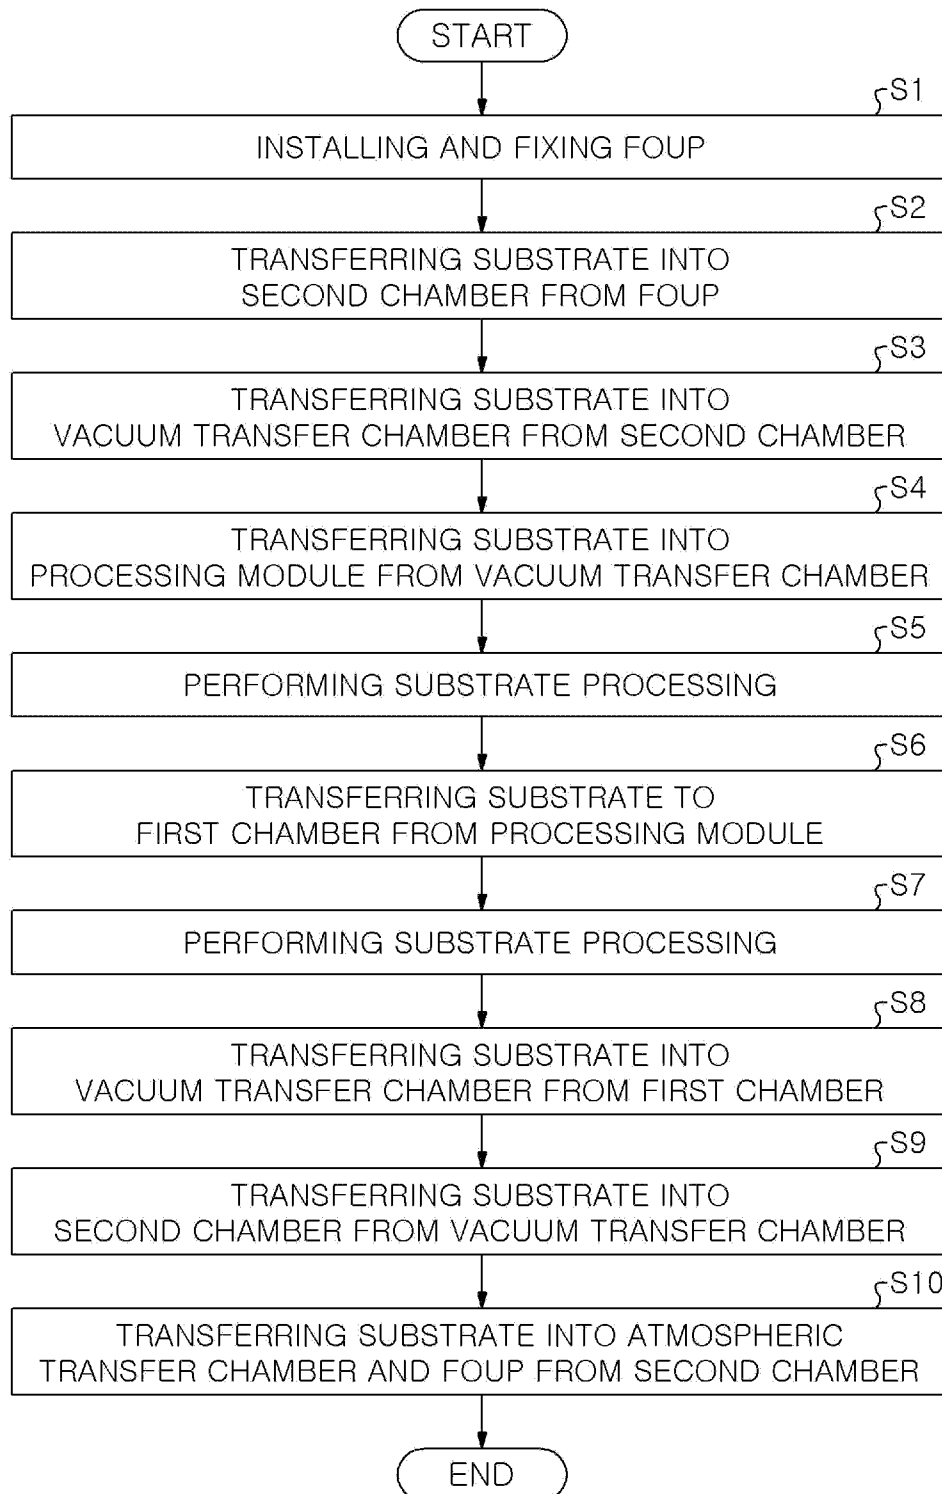 START
S1
INSTALLING AND FIXING FOUP
S2
TRANSFERRING SUBSTRATE INTO
SECOND CHAMBER FROM FOUP
S3
TRANSFERRING SUBSTRATE INTO
VACUUM TRANSFER CHAMBER FROM SECOND CHAMBER
S4
TRANSFERRING SUBSTRATE INTO
PROCESSING MODULE FROM VACUUM TRANSFER CHAMBER
S5
PERFORMING SUBSTRATE PROCESSING
S6
TRANSFERRING SUBSTRATE TO
FIRST CHAMBER FROM PROCESSING MODULE
S7
PERFORMING SUBSTRATE PROCESSING
S8
TRANSFERRING SUBSTRATE INTO
VACUUM TRANSFER CHAMBER FROM FIRST CHAMBER
S9
TRANSFERRING SUBSTRATE INTO
SECOND CHAMBER FROM VACUUM TRANSFER CHAMBER
S10
TRANSFERRING SUBSTRATE INTO ATMOSPHERIC
TRANSFER CHAMBER AND FOUP FROM SECOND CHAMBER
END